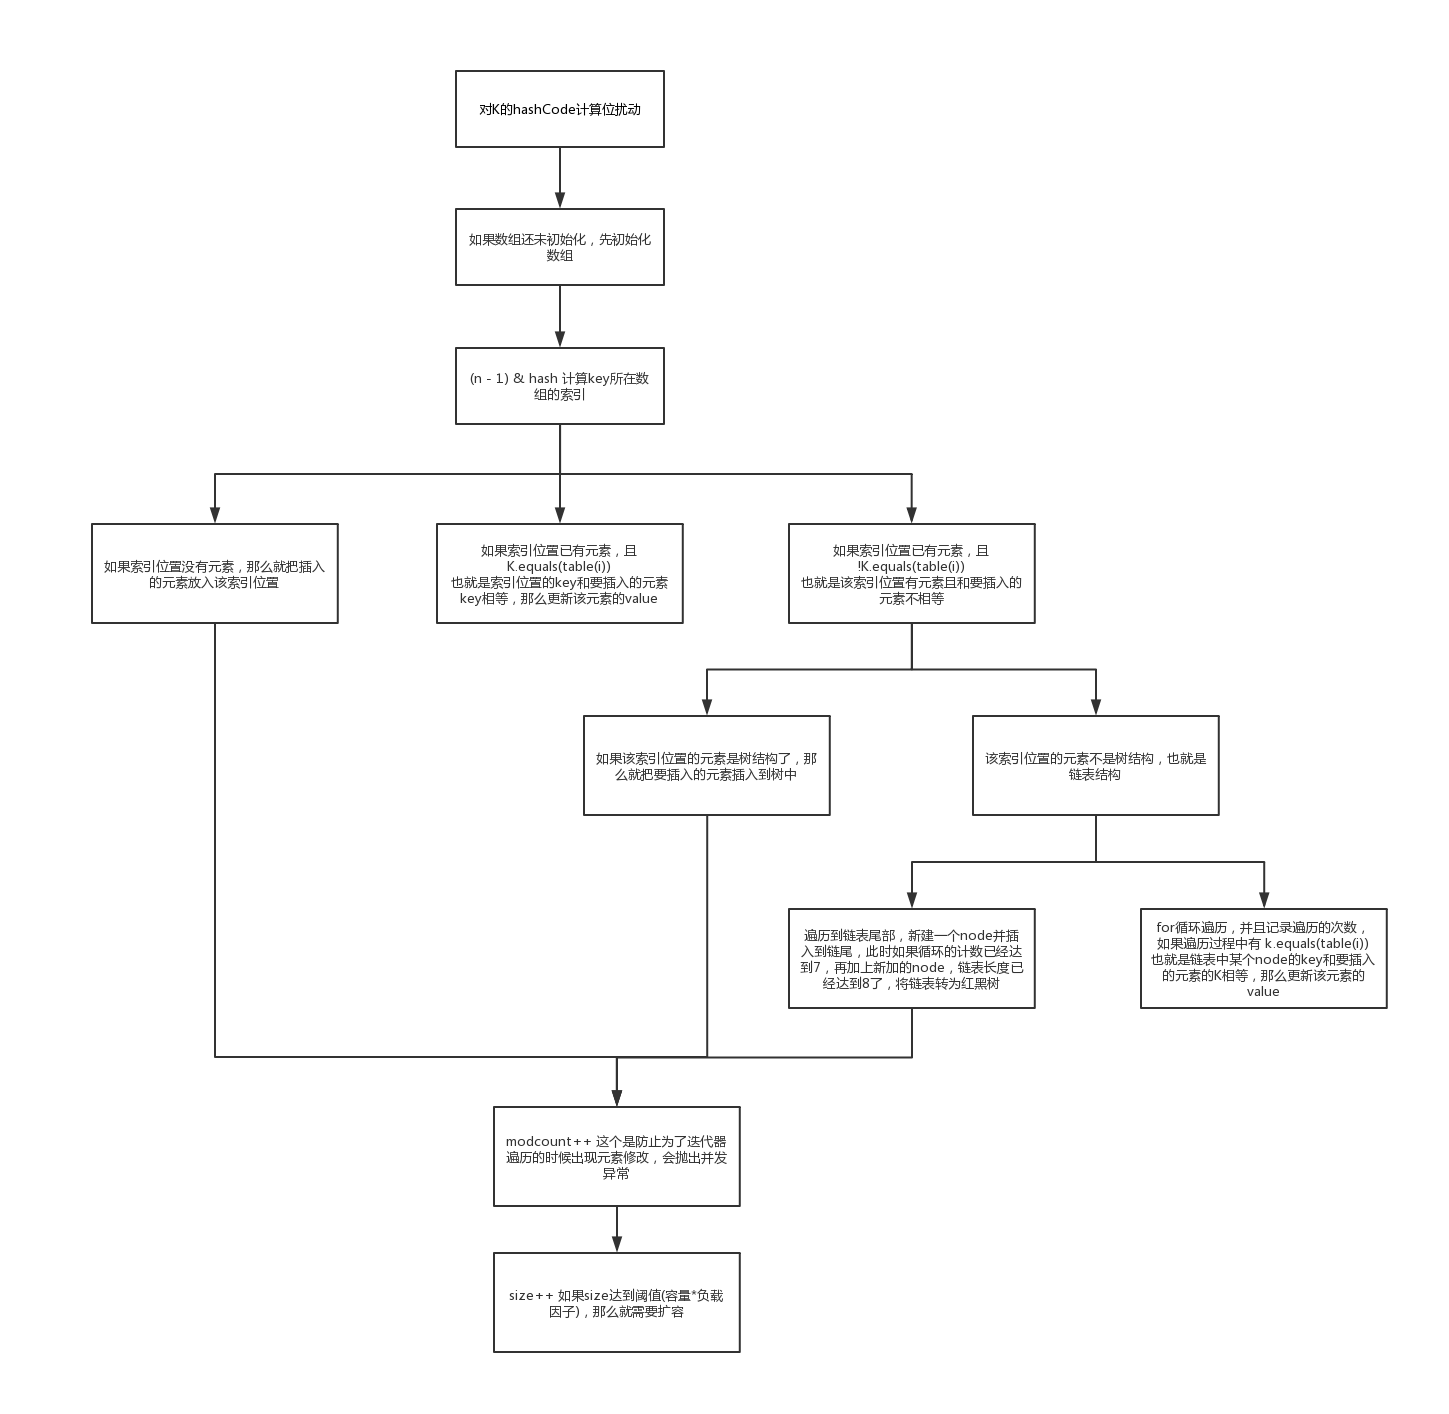 对K的hashCode计算位扰动
如果数组还未初始化，先初始化
数组
(n - 1) & hash 计算key所在数
组的索引
如果索引位置没有元素，那么就把插入
的元素放入该索引位置
如果索引位置已有元素，且
K.equals(table(i))
也就是索引位置的key和要插入的元素
key相等，那么更新该元素的value
如果索引位置已有元素，且
!K.equals(table(i))
也就是该索引位置有元素且和要插入的
元素不相等
如果该索引位置的元素是树结构了，那
么就把要插入的元素插入到树中
该索引位置的元素不是树结构，也就是
链表结构
遍历到链表尾部，新建一个node并插
入到链尾，此时如果循环的计数已经达
到7，再加上新加的node，链表长度已
经达到8了，将链表转为红黑树
for循环遍历，并且记录遍历的次数，
如果遍历过程中有 k.equals(table(i))
也就是链表中某个node的key和要插入
的元素的K相等，那么更新该元素的
value
modcount++ 这个是防止为了迭代器
遍历的时候出现元素修改，会抛出并发
异常
size++ 如果size达到阈值(容量*负载
因子)，那么就需要扩容